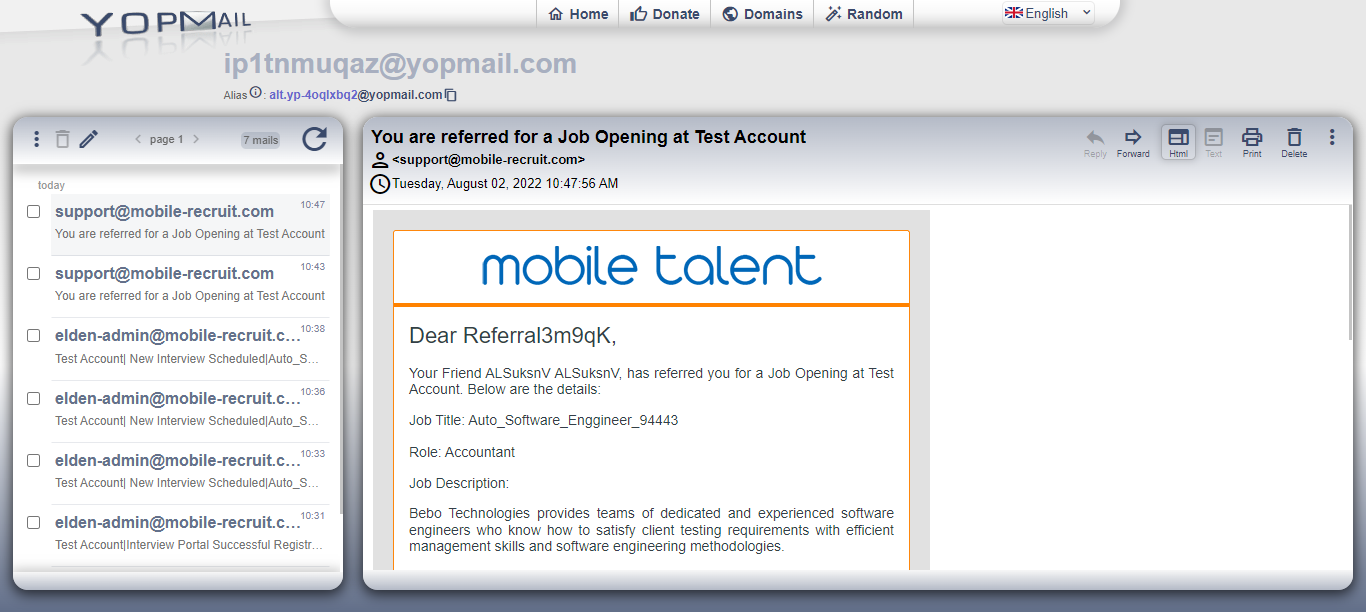 YOPMAIL
Home
Donate
Domains
Random
English
ip1tnmuqaz@yopmail.com
Alias : alt.yp-4oqlxbq2@yopmail.com
page 1
7 mails
today
support@mobile-recruit.com
10:47
You are referred for a Job Opening at Test Account
support@mobile-recruit.com
10:43
You are referred for a Job Opening at Test Account
elden-admin@mobile-recruit.c...
10:38
Test Account| New Interview Scheduled|Auto_S...
elden-admin@mobile-recruit.c...
10:36
Test Account| New Interview Scheduled|Auto_S...
elden-admin@mobile-recruit.c...
10:33
Test Account| New Interview Scheduled|Auto_S...
elden-admin@mobile-recruit.c...
10:31
Test Account|Interview Portal Successful Registr...
You are referred for a Job Opening at Test Account
<support@mobile-recruit.com>
Tuesday, August 02, 2022 10:47:56 AM
Reply
Forward
Html
Text
Print
Delete
mobile talent
Dear Referral3m9qK,
Your Friend ALSuksnV ALSuksnV, has referred you for a Job Opening at Test
Account. Below are the details:
Job Title: Auto_Software_Enggineer_94443
Role: Accountant
Job Description:
Bebo Technologies provides teams of dedicated and experienced software
engineers who know how to satisfy client testing requirements with efficient
management skills and software engineering methodologies.